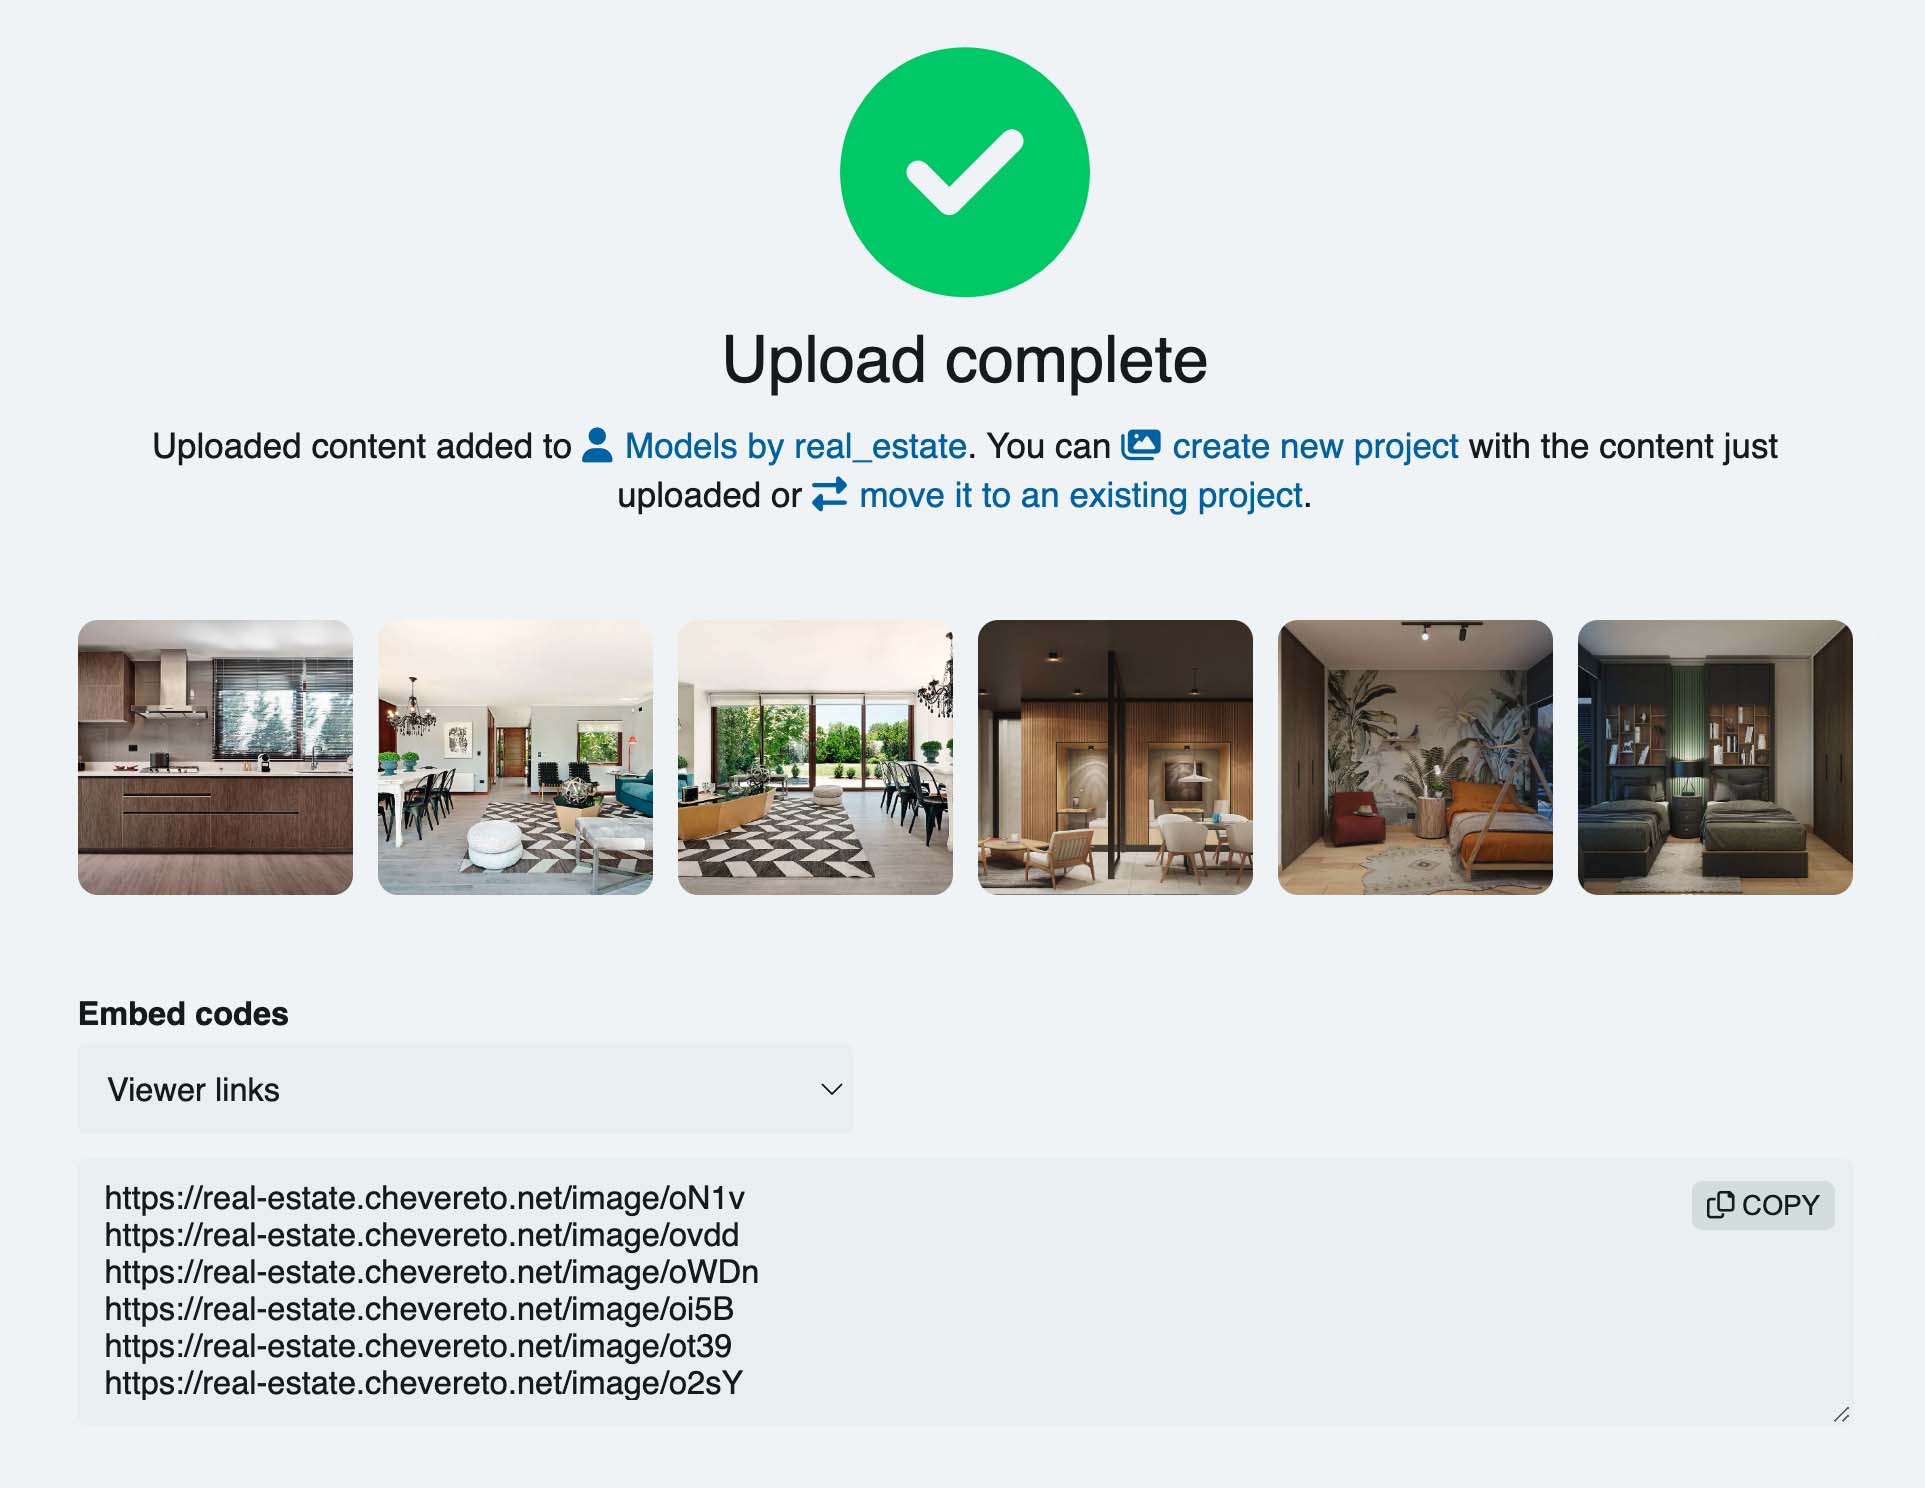 Upload complete
Uploaded content added to Models by real_estate. You can create new project with the content just
uploaded or move it to an existing project.
Embed codes
Viewer links
https://real-estate.chevereto.net/image/oN1v
COPY
https://real-estate.chevereto.net/image/ovdd
https://real-estate.chevereto.net/image/oWDn
https://real-estate.chevereto.net/image/oi5B
https://real-estate.chevereto.net/image/ot39
https://real-estate.chevereto.net/image/o2sY